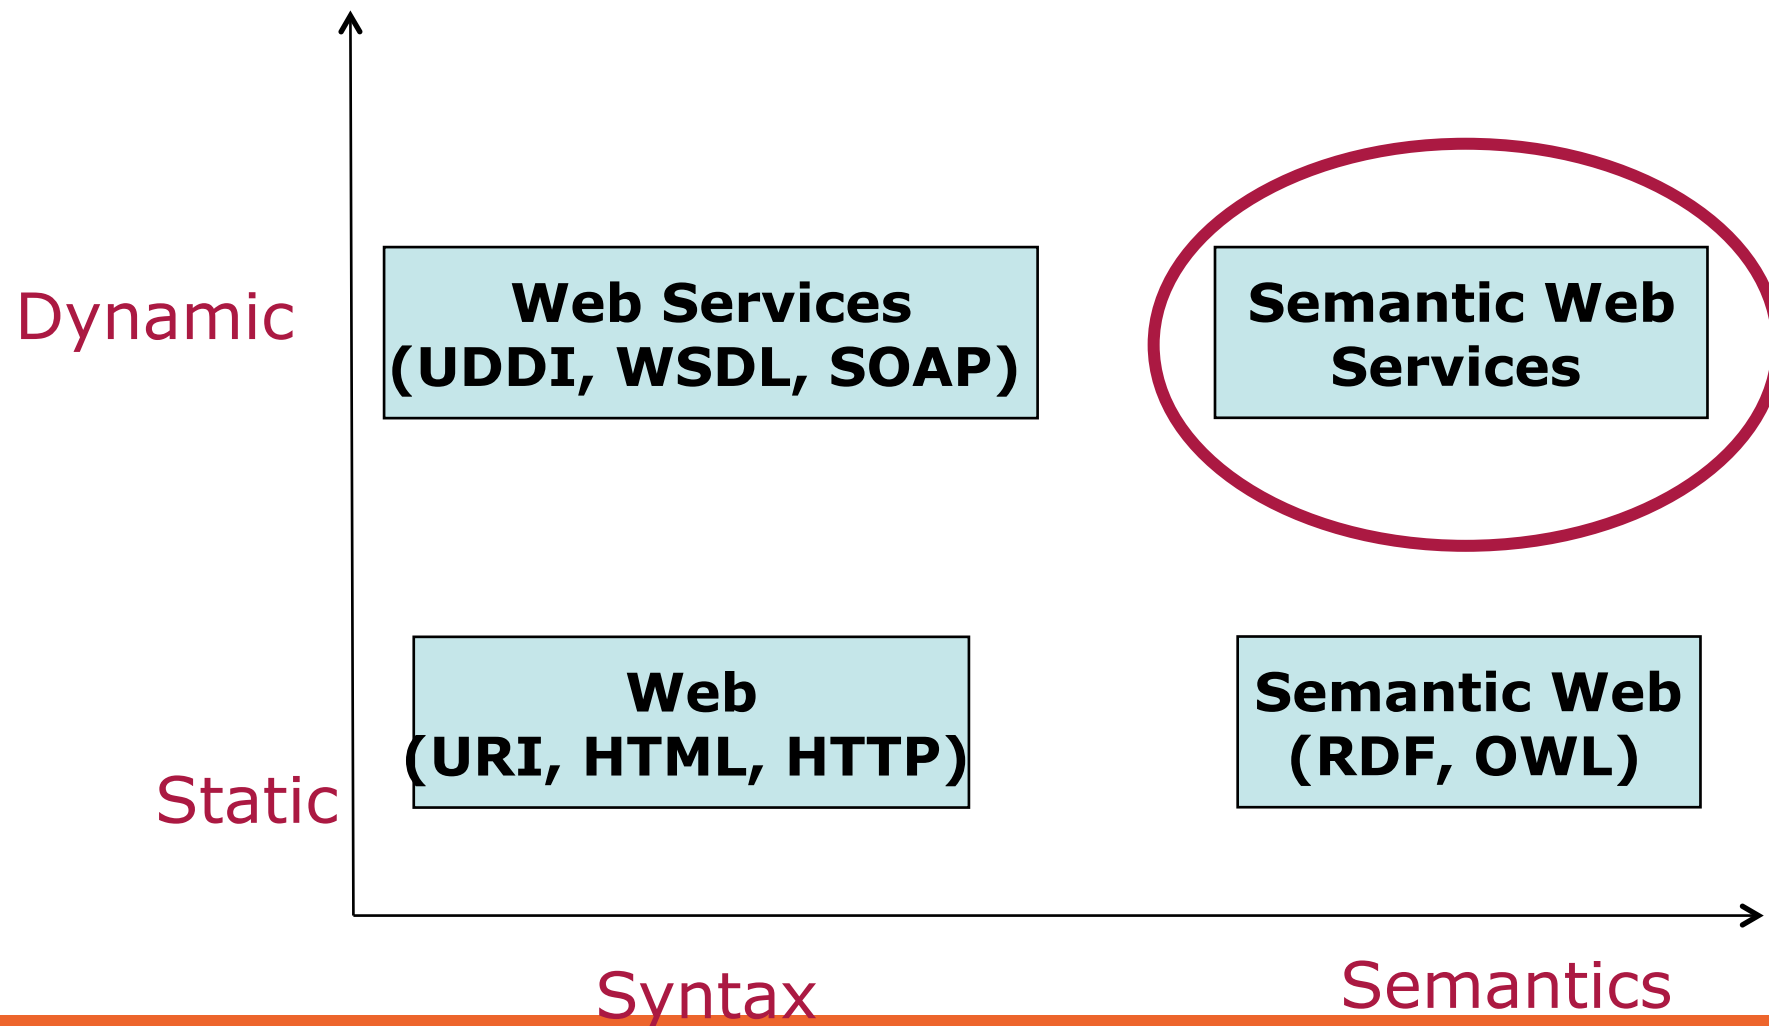 Dynamic
Web Services
(UDDI, WSDL, SOAP)
Semantic Web
Services
Static
Web
(URI, HTML, HTTP)
Semantic Web
(RDF, OWL)
Syntax
Semantics